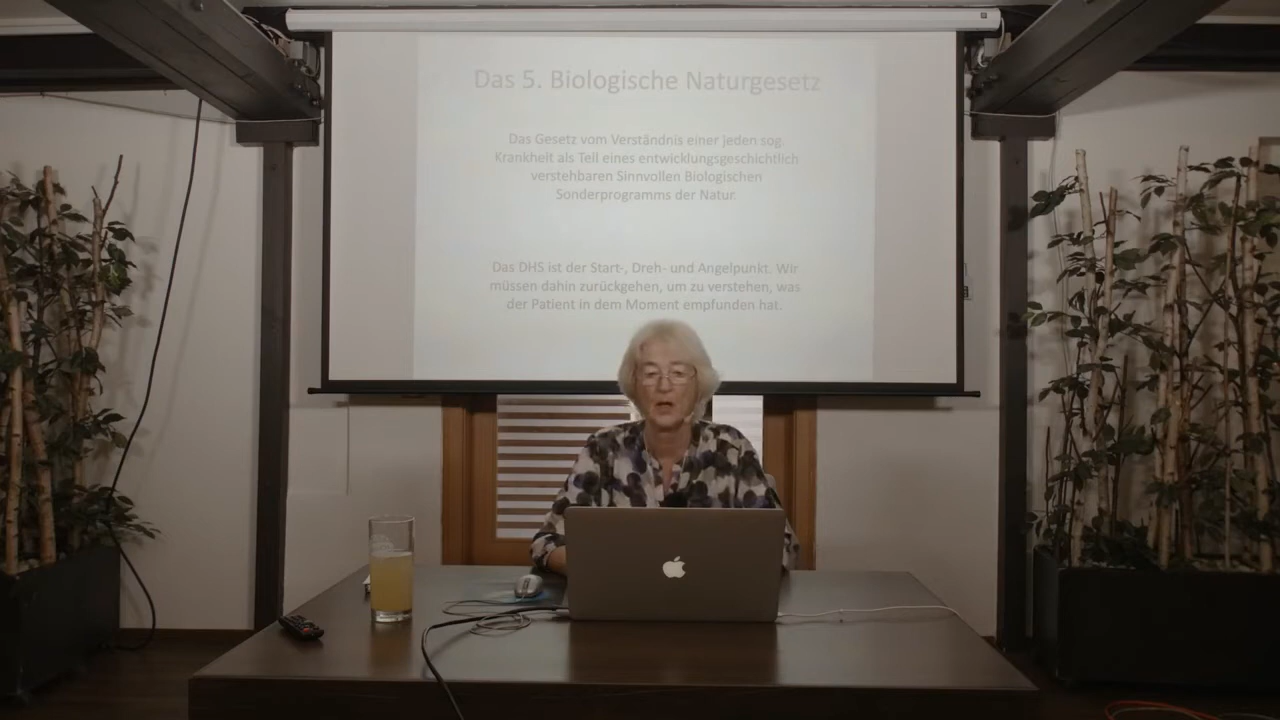 Das 5. Biologische Naturgesetz
Das Gesetz vom Verständnis einer jeden sog.
Krankheit als Teil eines entwicklungsgeschichtlich
verstehbaren Sinnvollen Biologischen
Sonderprogramms der Natur.
Das DHS ist der Start-, Dreh- und Angelpunkt. Wir
müssen dahin zurückgehen, um zu verstehen, was
der Patient in dem Moment empfunden hat.